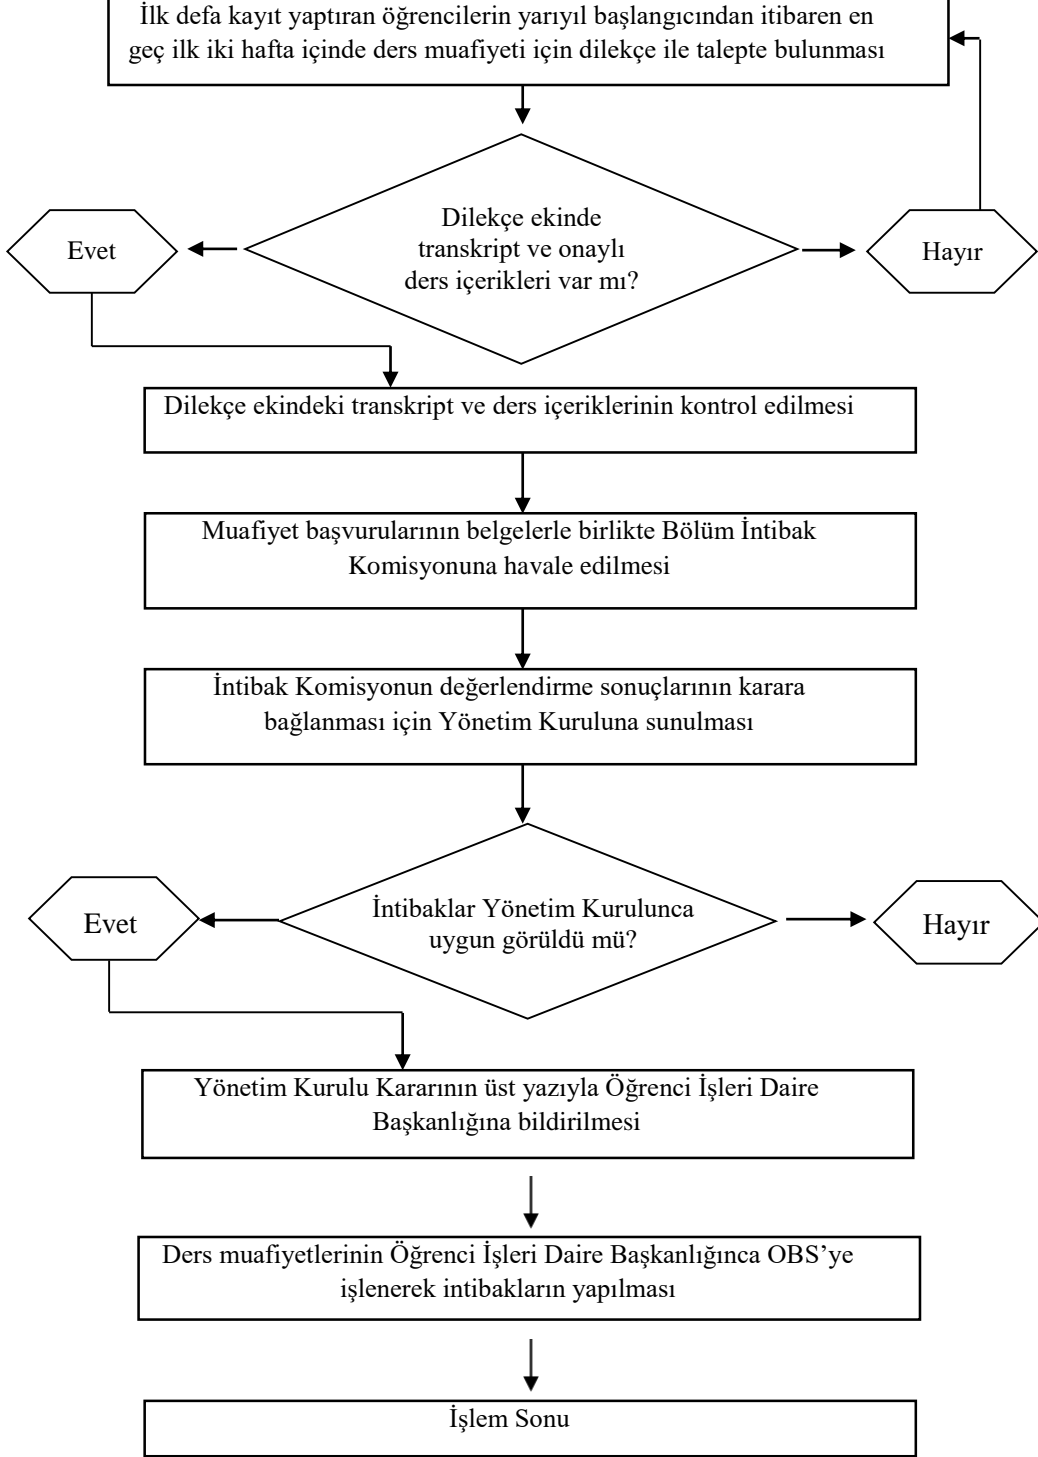 İlk defa kayıt yaptıran öğrencilerin yarıyıl başlangıcından itibaren en
geç ilk iki hafta içinde ders muafiyeti için dilekçe ile talepte bulunması
Dilekçe ekinde
transkript ve onaylı
ders içerikleri var mı?
Evet
Hayır
Dilekçe ekindeki transkript ve ders içeriklerinin kontrol edilmesi
Muafiyet başvurularının belgelerle birlikte Bölüm İntibak
Komisyonuna havale edilmesi
İntibak Komisyonun değerlendirme sonuçlarının karara
bağlanması için Yönetim Kuruluna sunulması
İntibaklar Yönetim Kurulunca
uygun görüldü mü?
Evet
Hayır
Yönetim Kurulu Kararının üst yazıyla Öğrenci İşleri Daire
Başkanlığına bildirilmesi
Ders muafiyetlerinin Öğrenci İşleri Daire Başkanlığınca OBS’ye
işlenerek intibakların yapılması
İşlem Sonu